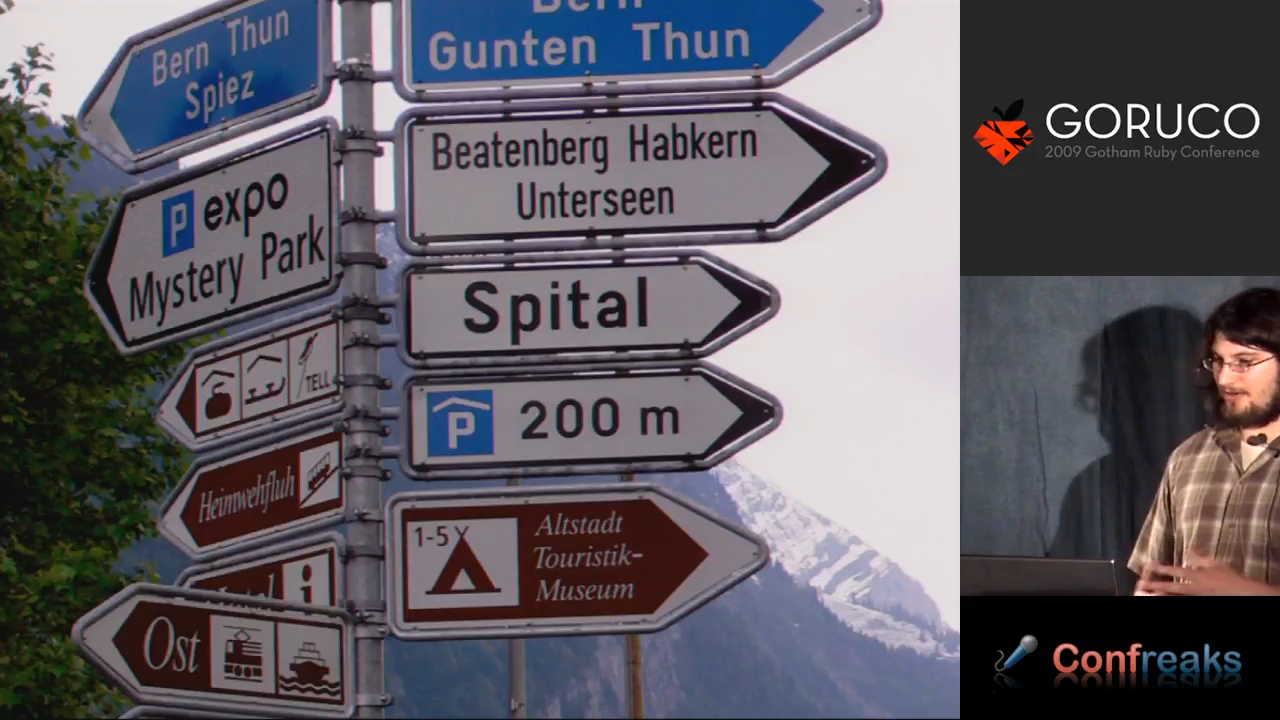 Bern Thun
Spiez
Bern
Gunten Thun
P expo
Mystery Park
Beatenberg Habkern
Unterseen
Spital
TELL
P 200 m
Heimwehfluh
1-5
Altstadt
Touristik-
Museum
i
Ost
GORUCO
2009 Gotham Ruby Conference
Confreaks